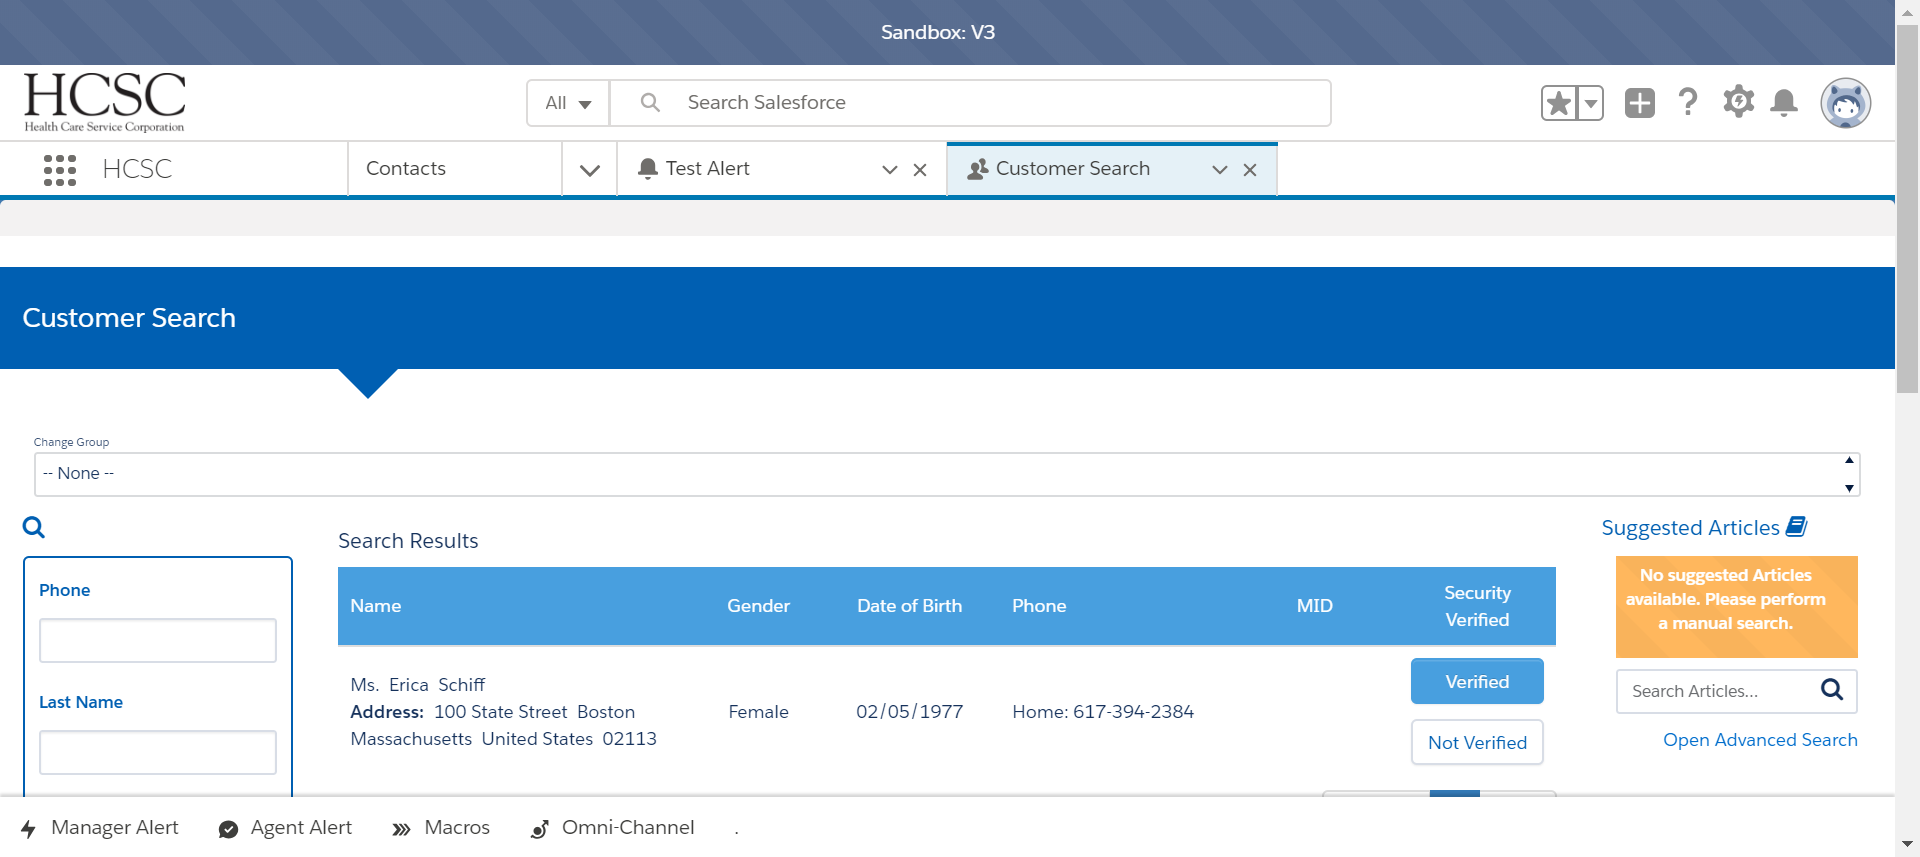 Sandbox: V3
HCSC
Health Care Service Corporation
All
Search Salesforce
HCSC
Contacts
Test Alert
Customer Search
Customer Search
Change Group
-- None --
Search Results
Suggested Articles
Phone
Last Name
Name
Gender
Date of Birth
Phone
MID
Security
Verified
Ms. Erica Schiff
Address: 100 State Street Boston
Massachusetts United States 02113
Female
02/05/1977
Home: 617-394-2384
Verified
Not Verified
No suggested Articles
available. Please perform
a manual search.
Search Articles...
Open Advanced Search
Manager Alert
Agent Alert
Macros
Omni-Channel
.